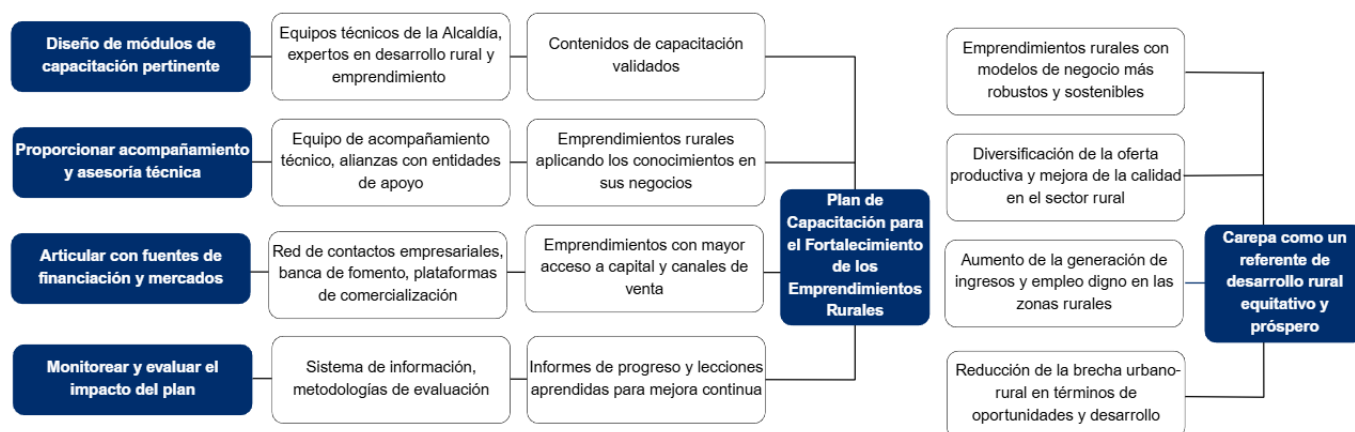 Diseño de módulos de
capacitación pertinente
Equipos técnicos de la Alcaldía,
expertos en desarrollo rural y
emprendimiento
Contenidos de capacitación
validados
Proporcionar acompañamiento
y asesoría técnica
Equipo de acompañamiento
técnico, alianzas con entidades
de apoyo
Emprendimientos rurales
aplicando los conocimientos en
sus negocios
Articular con fuentes de
financiación y mercados
Red de contactos empresariales,
banca de fomento, plataformas
de comercialización
Emprendimientos con mayor
acceso a capital y canales de
venta
Monitorear y evaluar el
impacto del plan
Sistema de información,
metodologías de evaluación
Informes de progreso y lecciones
aprendidas para mejora continua
Plan de
Capacitación para
el Fortalecimiento
de los
Emprendimientos
Rurales
Emprendimientos rurales con
modelos de negocio más
robustos y sostenibles
Diversificación de la oferta
productiva y mejora de la calidad
en el sector rural
Aumento de la generación de
ingresos y empleo digno en las
zonas rurales
Reducción de la brecha urbano-
rural en términos de
oportunidades y desarrollo
Carepa como un
referente de
desarrollo rural
equitativo y
próspero